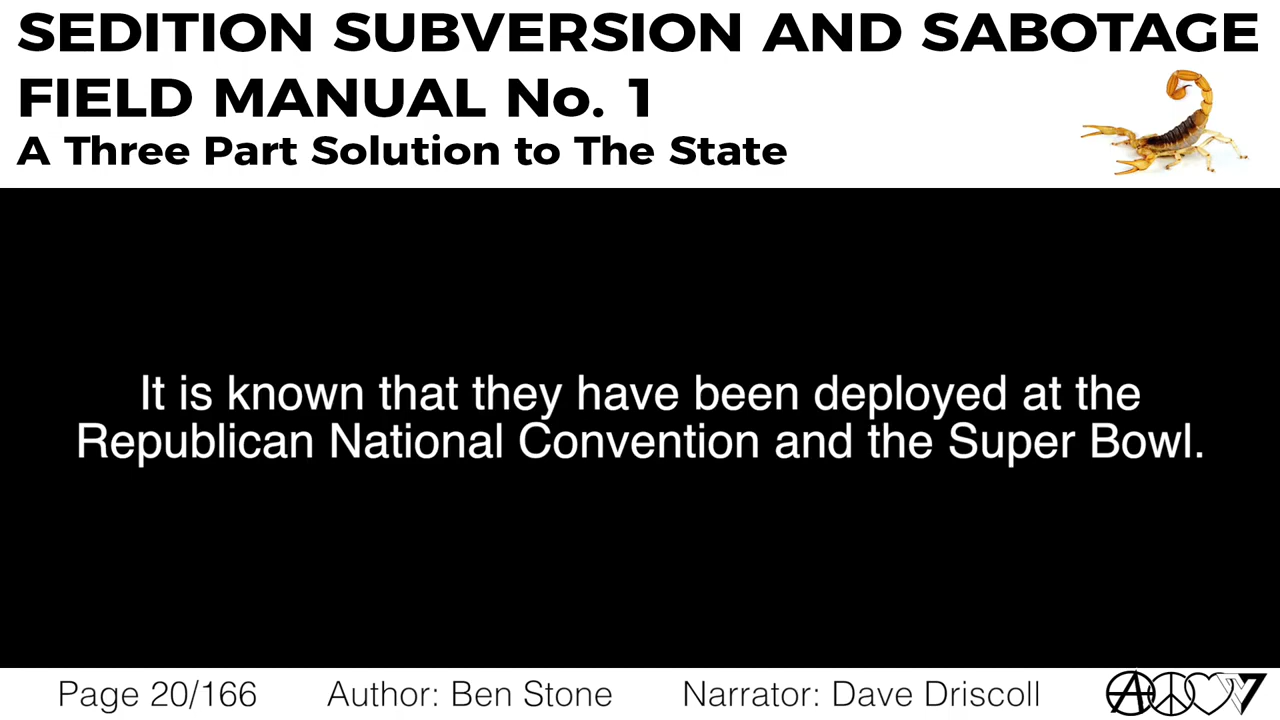 SEDITION SUBVERSION AND SABOTAGE
FIELD MANUAL No. 1
A Three Part Solution to The State
It is known that they have been deployed at the
Republican National Convention and the Super Bowl.
Page 20/166 Author: Ben Stone Narrator: Dave Driscoll